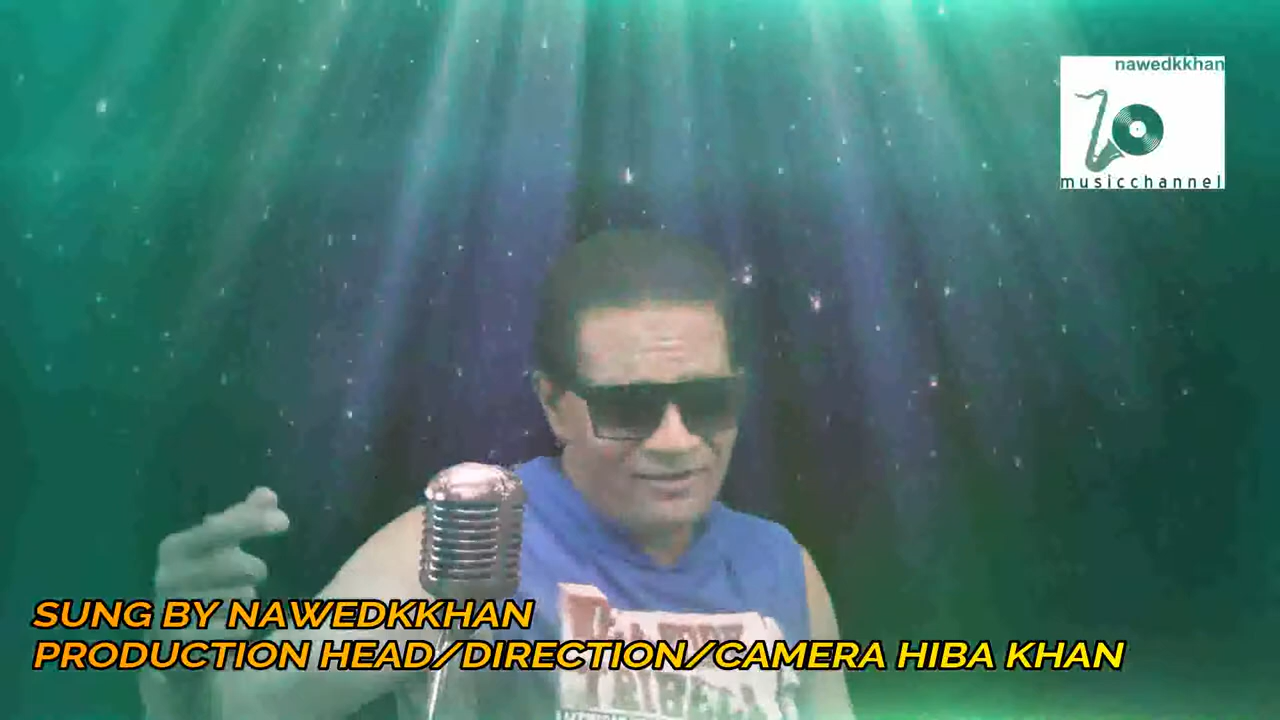 nawedkkhan
musicchannel
SUNG BY NAWEDKKHAN
PRODUCTION HEAD/DIRECTION/CAMERA HIBA KHAN